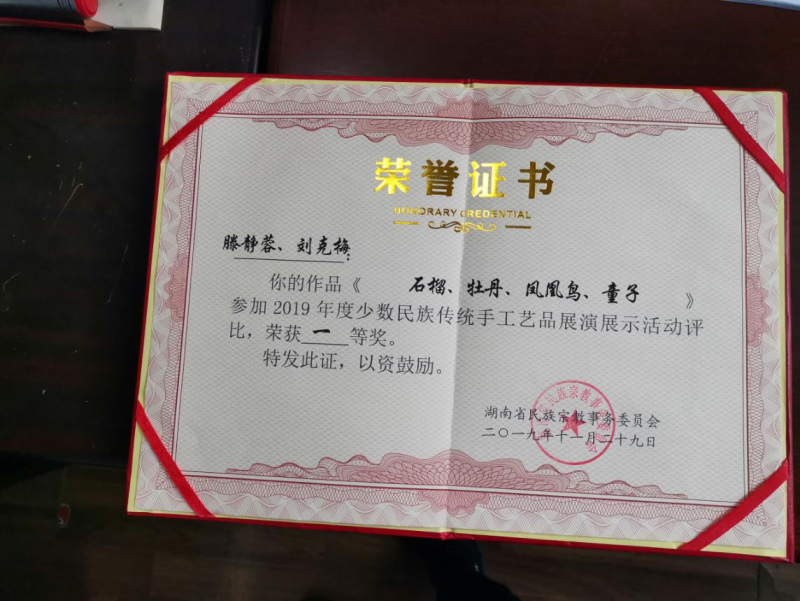 荣誉证书
HONORARY CREDENTIAL
滕静蓉、刘克梅:
你的作品《 石榴、牡丹、凤凰鸟、童子 》
参加2019年度少数民族传统手工艺品展演展示活动评
比，荣获 一 等奖。
特发此证，以资鼓励。
湖南省民族宗教事务委员会
二〇一九年十一月二十九日